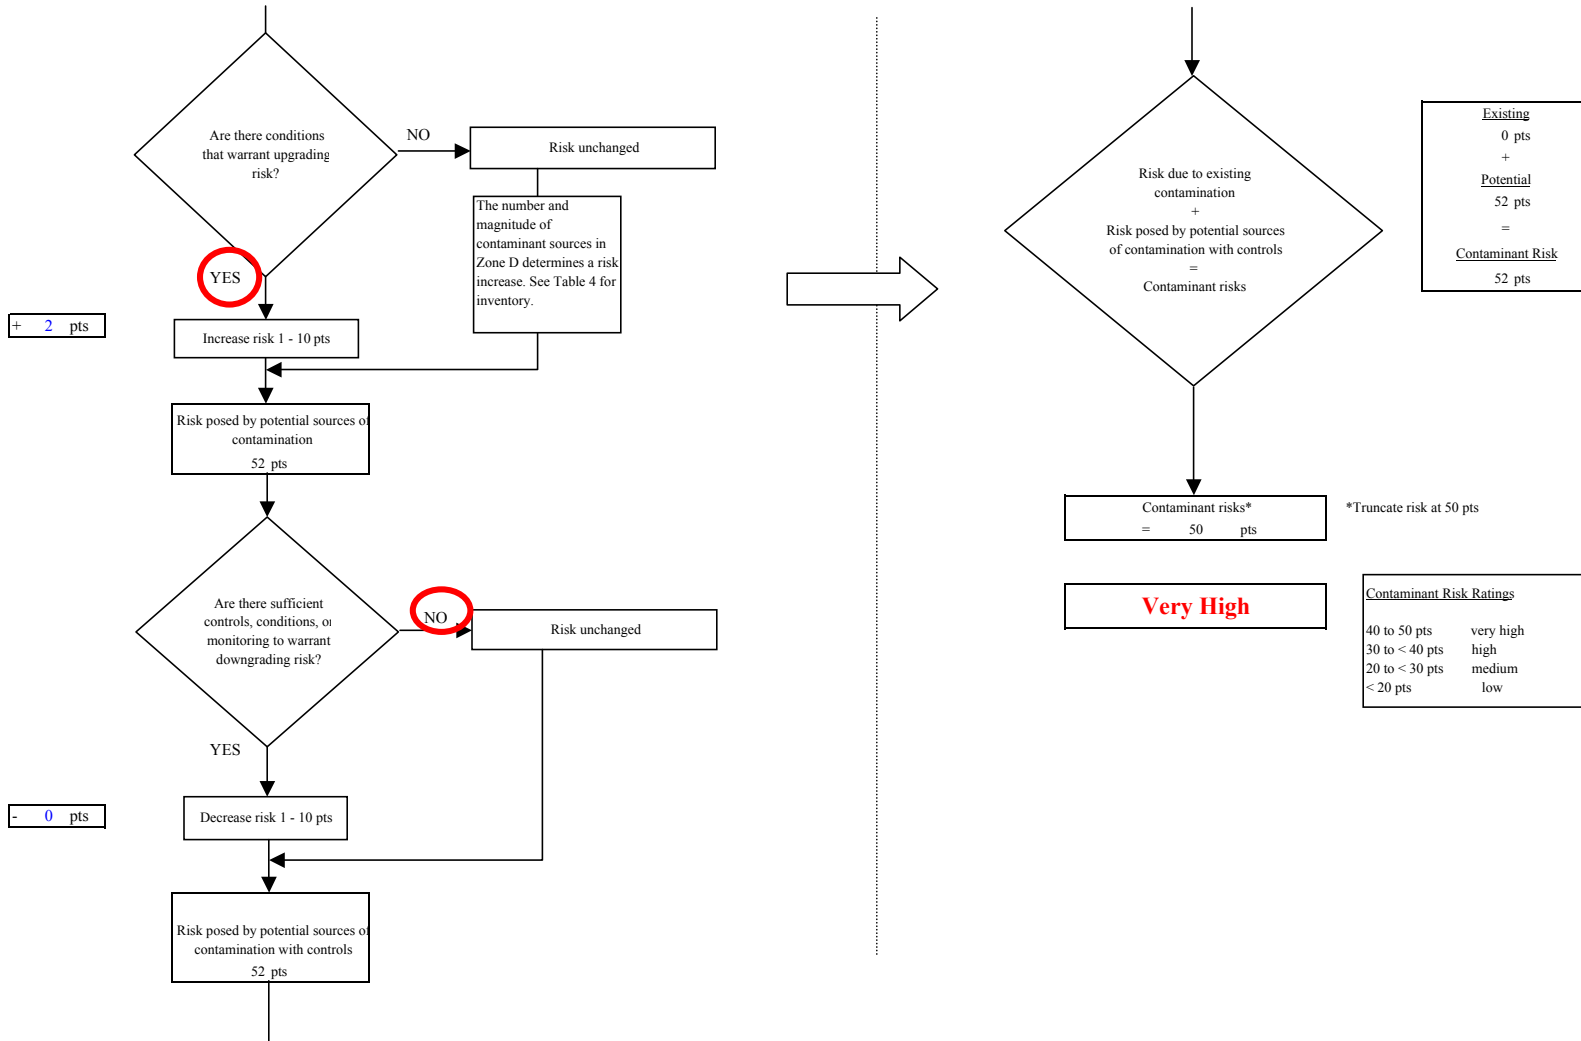 Are there conditions
that warrant upgrading
risk?
NO
Risk unchanged
The number and
magnitude of
contaminant sources in
Zone D determines a risk
increase. See Table 4 for
inventory.
YES
+ 2 pts
Increase risk 1 - 10 pts
Risk posed by potential sources of
contamination
52 pts
Are there sufficient
controls, conditions, or
monitoring to warrant
downgrading risk?
NO
Risk unchanged
YES
- 0 pts
Decrease risk 1 - 10 pts
Risk posed by potential sources of
contamination with controls
52 pts
Risk due to existing
contamination
+
Risk posed by potential sources
of contamination with controls
=
Contaminant risks
Existing
0 pts
+
Potential
52 pts
=
Contaminant Risk
52 pts
Contaminant risks*
= 50 pts
*Truncate risk at 50 pts
Very High
Contaminant Risk Ratings
40 to 50 pts very high
30 to < 40 pts high
20 to < 30 pts medium
< 20 pts low